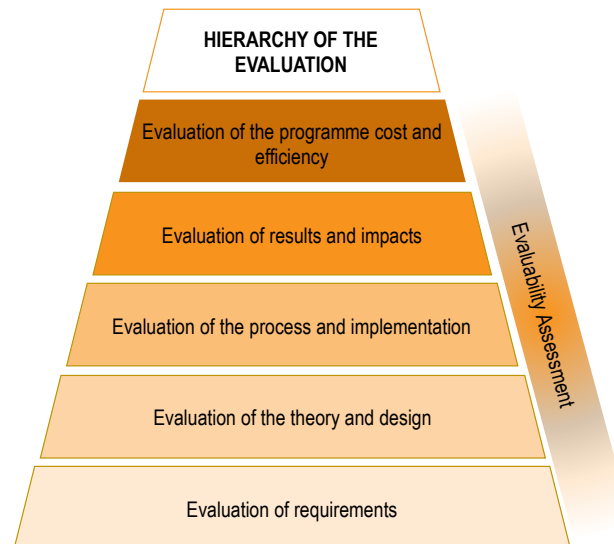 HIERARCHY OF THE
EVALUATION
Evaluation of the programme cost and
efficiency
Evaluation of results and impacts
Evaluability Assessment
Evaluation of the process and implementation
Evaluation of the theory and design
Evaluation of requirements